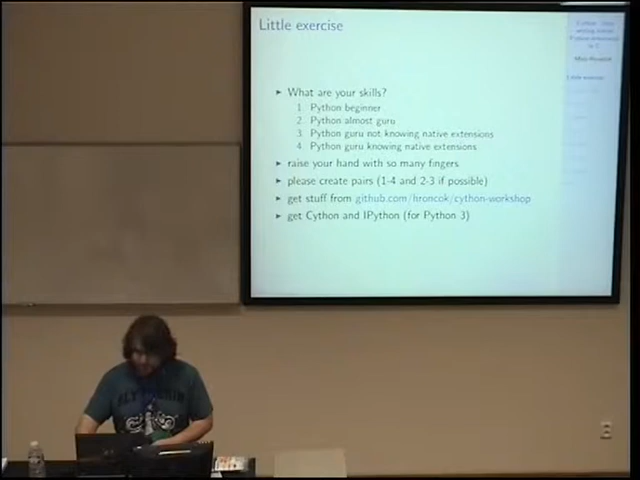 Little exercise
What are your skills?
1 Python beginner
2 Python almost guru
3 Python guru not knowing native extensions
4 Python guru knowing native extensions
raise your hand with so many fingers
please create pairs (1-4 and 2-3 if possible)
get stuff from github.com/hroncok/cython-workshop
get Cython and IPython (for Python 3)
Little exercise